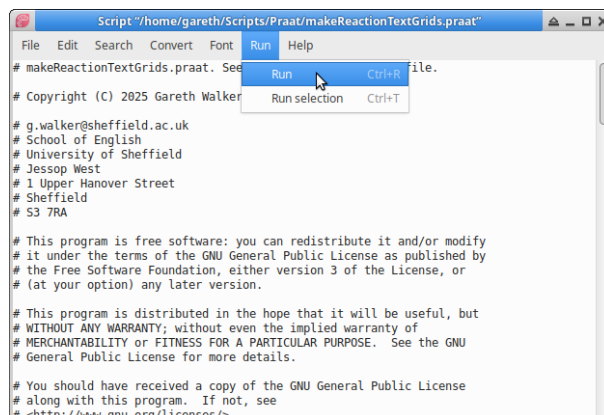 Script "/home/gareth/Scripts/Praat/makeReactionTextGrids.praat"
File Edit Search Convert Font Run Help
# makeReactionTextGrids.praat. See ile.
Run Ctrl+R
# Copyright (C) 2025 Gareth Walker
Run selection Ctrl+T
# g.walker@sheffield.ac.uk
# School of English
# University of Sheffield
# Jessop West
# 1 Upper Hanover Street
# Sheffield
# S3 7RA
# This program is free software: you can redistribute it and/or modify
# it under the terms of the GNU General Public License as published by
# the Free Software Foundation, either version 3 of the License, or
# (at your option) any later version.
# This program is distributed in the hope that it will be useful, but
# WITHOUT ANY WARRANTY; without even the implied warranty of
# MERCHANTABILITY or FITNESS FOR A PARTICULAR PURPOSE.  See the GNU
# General Public License for more details.
# You should have received a copy of the GNU General Public License
# along with this program.  If not, see
# <http://www.gnu.org/licenses/>